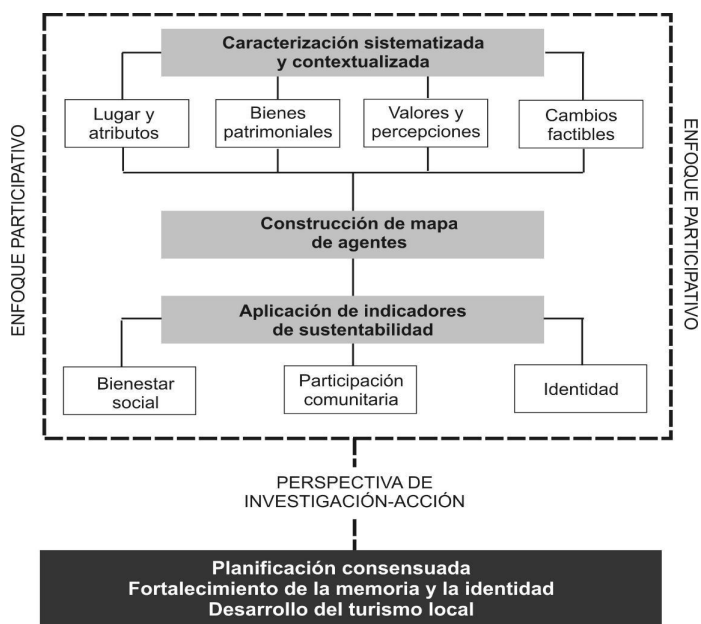 Caracterización sistematizada
y contextualizada
Lugar y
atributos
Bienes
patrimoniales
Valores y
percepciones
Cambios
factibles
ENFOQUE PARTICIPATIVO
ENFOQUE PARTICIPATIVO
Construcción de mapa
de agentes
Aplicación de indicadores
de sustentabilidad
Bienestar
social
Participación
comunitaria
Identidad
PERSPECTIVA DE
INVESTIGACIÓN-ACCIÓN
Planificación consensuada
Fortalecimiento de la memoria y la identidad
Desarrollo del turismo local